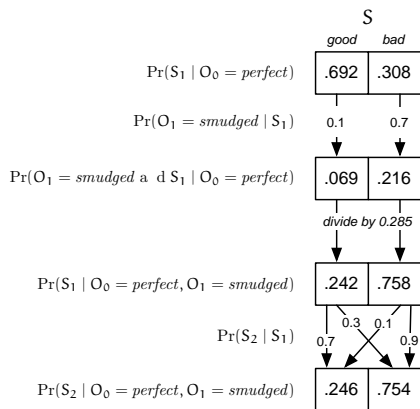 S
good bad
Pr(S₁ | O₀ = perfect) .692 .308
Pr(O₁ = smudged | S₁) 0.1 0.7
Pr(O₁ = smudged a d S₁ | O₀ = perfect) .069 .216
divide by 0.285
Pr(S₁ | O₀ = perfect, O₁ = smudged) .242 .758
Pr(S₂ | S₁) 0.7 0.3 0.1 0.9
Pr(S₂ | O₀ = perfect, O₁ = smudged) .246 .754